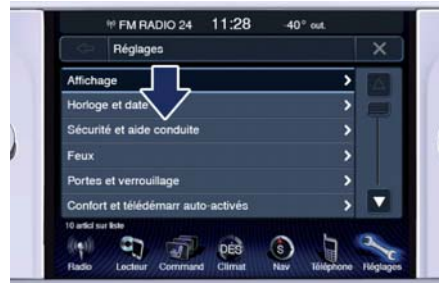 FM RADIO 24 11:28 -40° out.
Réglages
Affichage
Horloge et date
Sécurité et aide conduite
Feux
Portes et verrouillage
Confort et télédémarr auto-activés
10 articl sur liste
DÉS S
Radio Lecteur Command Climat Nav Téléphone Réglages